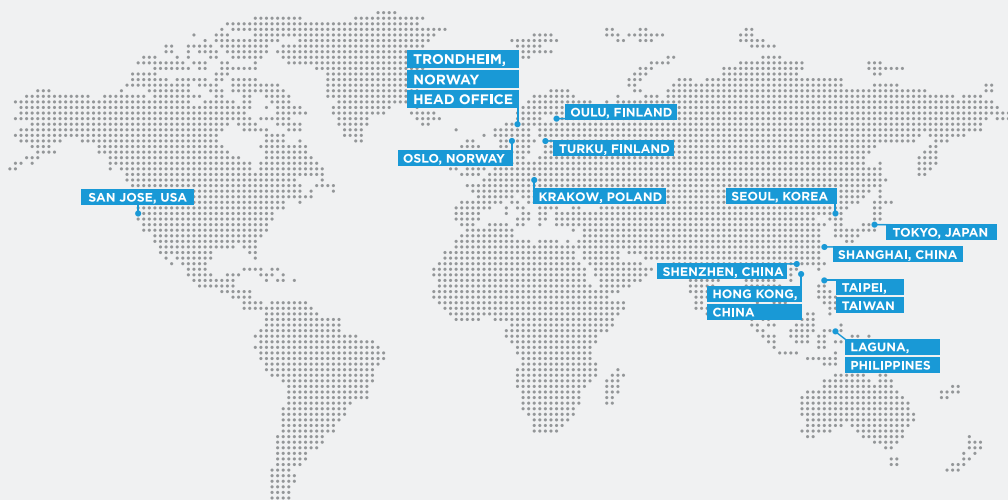 TRONDHEIM,
NORWAY
HEAD OFFICE
OULU, FINLAND
OSLO, NORWAY
TURKU, FINLAND
SAN JOSE, USA
KRAKOW, POLAND
SEOUL, KOREA
TOKYO, JAPAN
SHANGHAI, CHINA
SHENZHEN, CHINA
HONG KONG,
CHINA
TAIPEI,
TAIWAN
LAGUNA,
PHILIPPINES